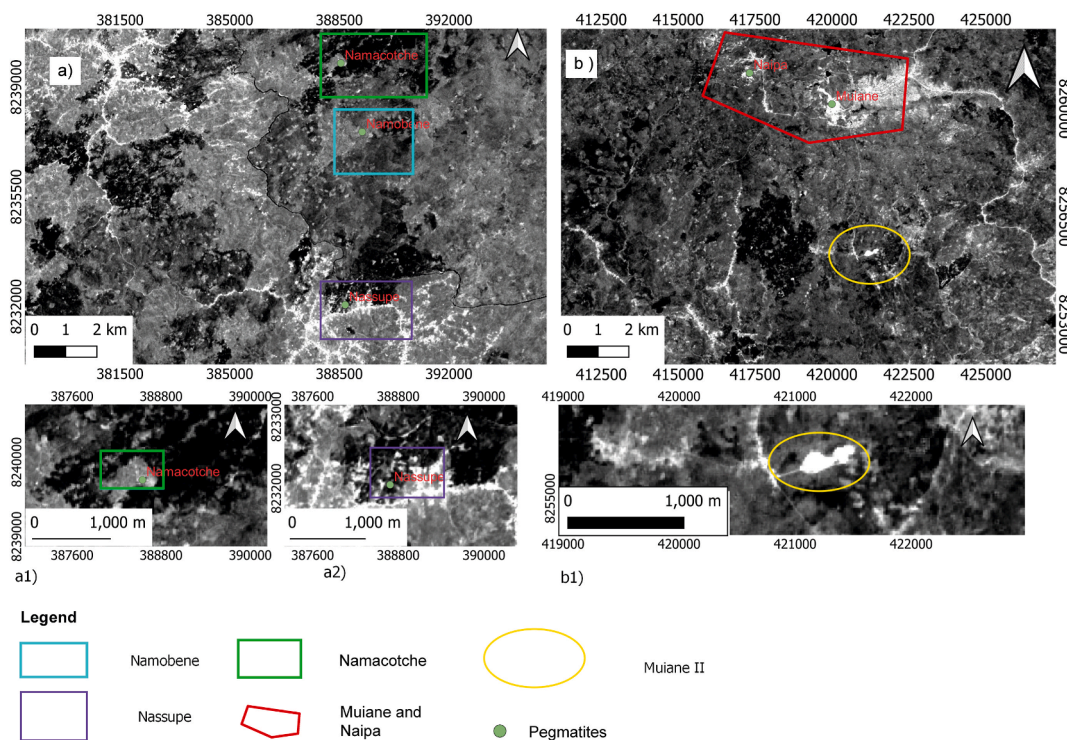 381500 385000 388500 392000
412500 415000 417500 420000 422500 425000
a)
Namacotche
Namobene
Nassupe
8239000
8235500
8232000
0 1 2 km
381500 385000 388500 392000
b )
Naipa
Muiane
8260000
8256500
8253000
0 1 2 km
412500 415000 417500 420000 422500 425000
387600 388800 390000
Namacotche
8240000
8239000
0 1,000 m
387600 388800 390000
a1)
387600 388800 390000
Nassupe
8233000
8232000
0 1,000 m
387600 388800 390000
a2)
419000 420000 421000 422000
8255000
0 1,000 m
419000 420000 421000 422000
b1)
Legend
Namobene
Namacotche
Muiane II
Nassupe
Muiane and
Naipa
Pegmatites